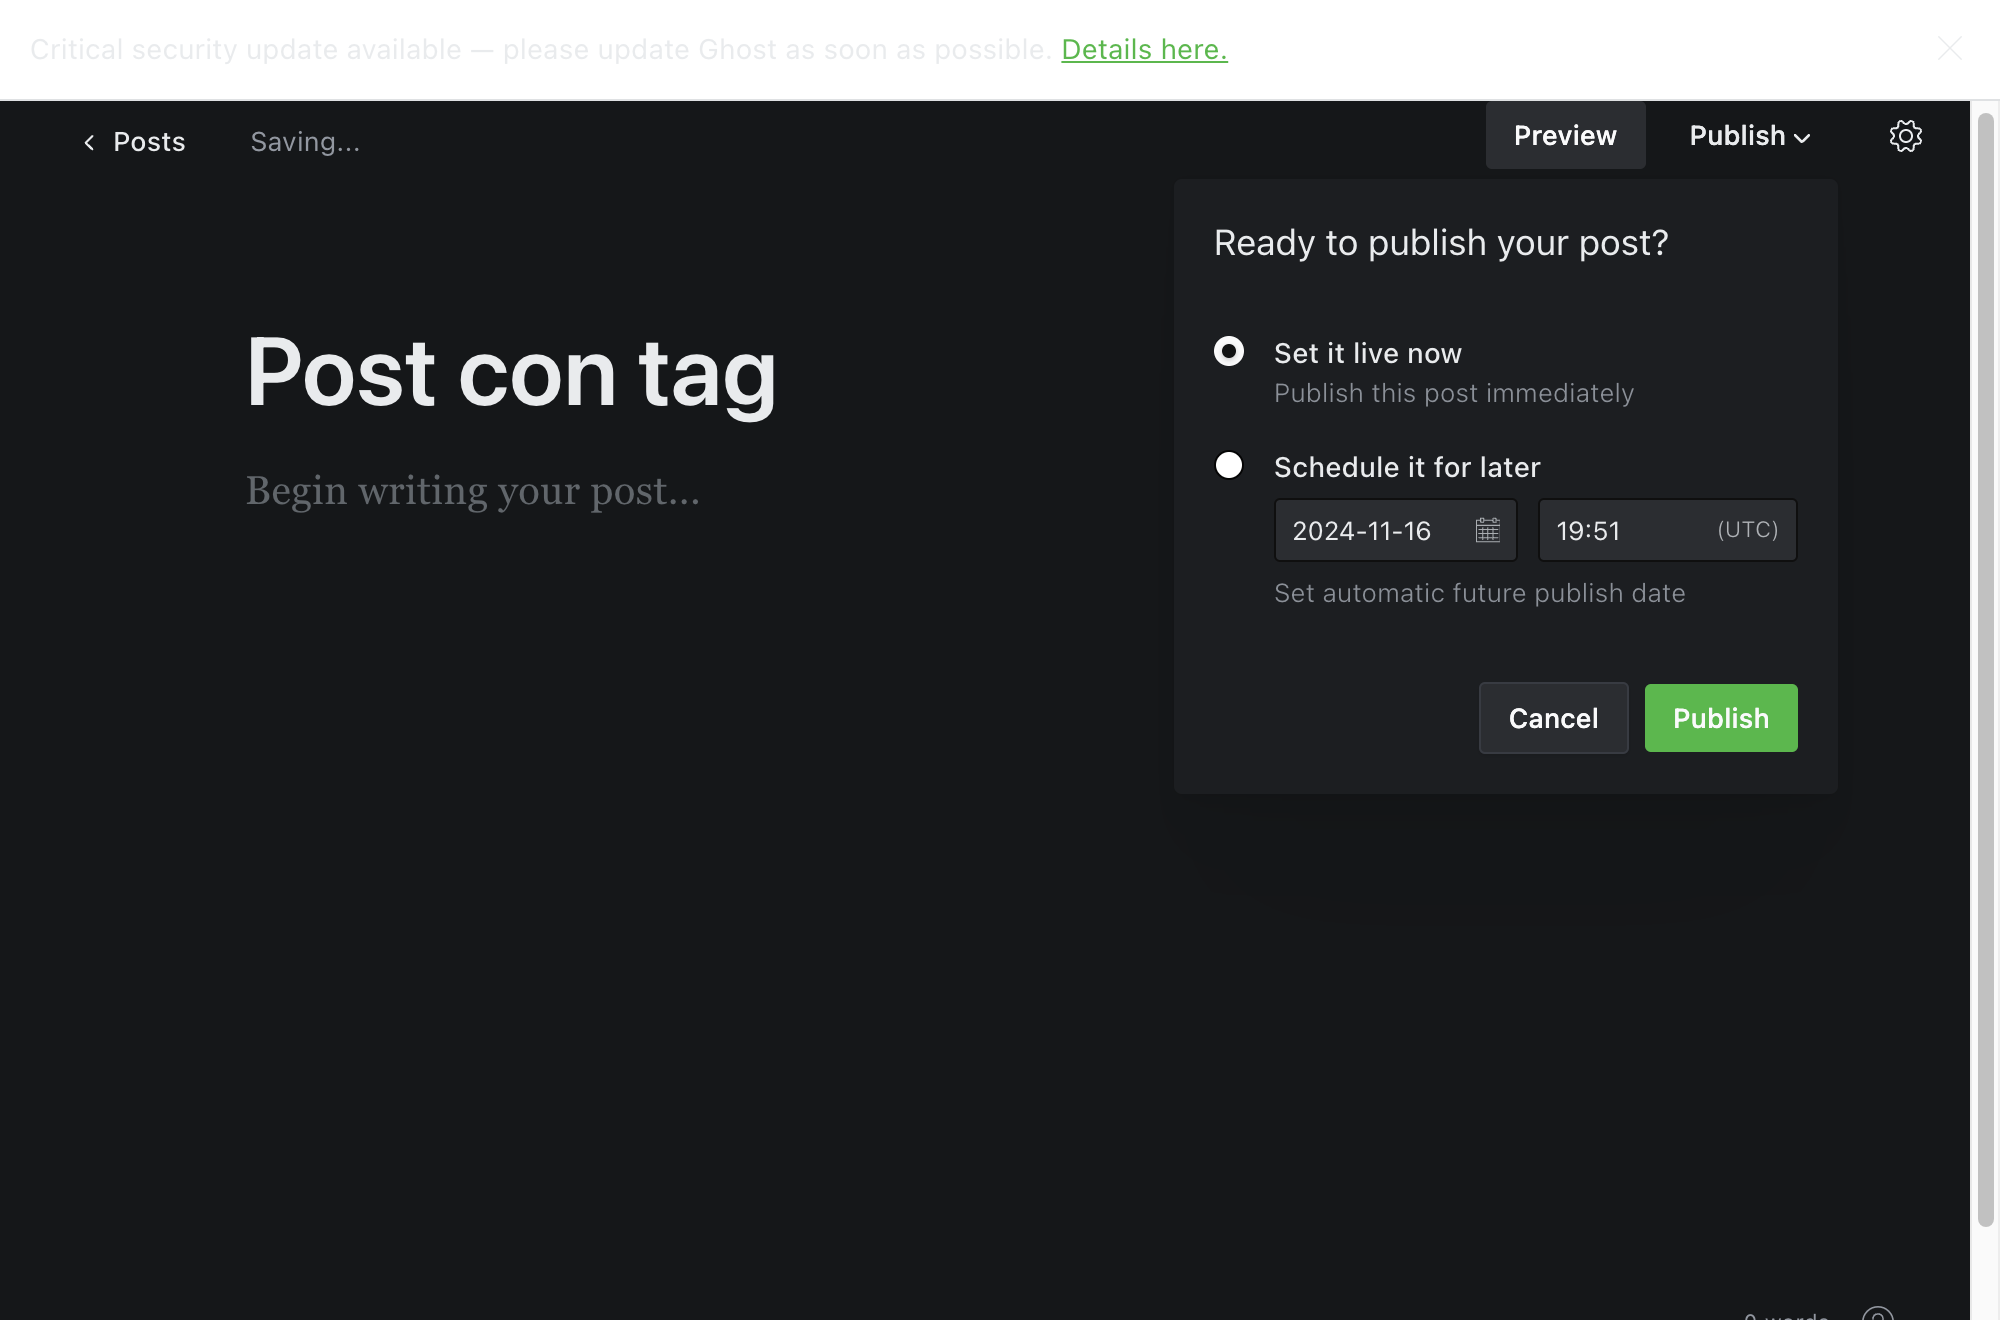 Critical security update available — please update Ghost as soon as possible. Details here.
Posts
Saving...
Preview
Publish
Ready to publish your post?
Post con tag
Begin writing your post...
Set it live now
Publish this post immediately
Schedule it for later
2024-11-16
19:51
(UTC)
Set automatic future publish date
Cancel
Publish
0 words